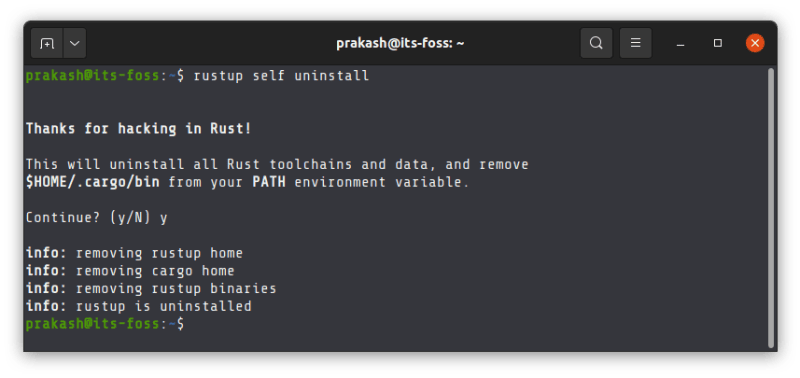 prakash@its-foss: ~
prakash@its-foss:~$ rustup self uninstall
Thanks for hacking in Rust!
This will uninstall all Rust toolchains and data, and remove
$HOME/.cargo/bin from your PATH environment variable.
Continue? (y/N) y
info: removing rustup home
info: removing cargo home
info: removing rustup binaries
info: rustup is uninstalled
prakash@its-foss:~$